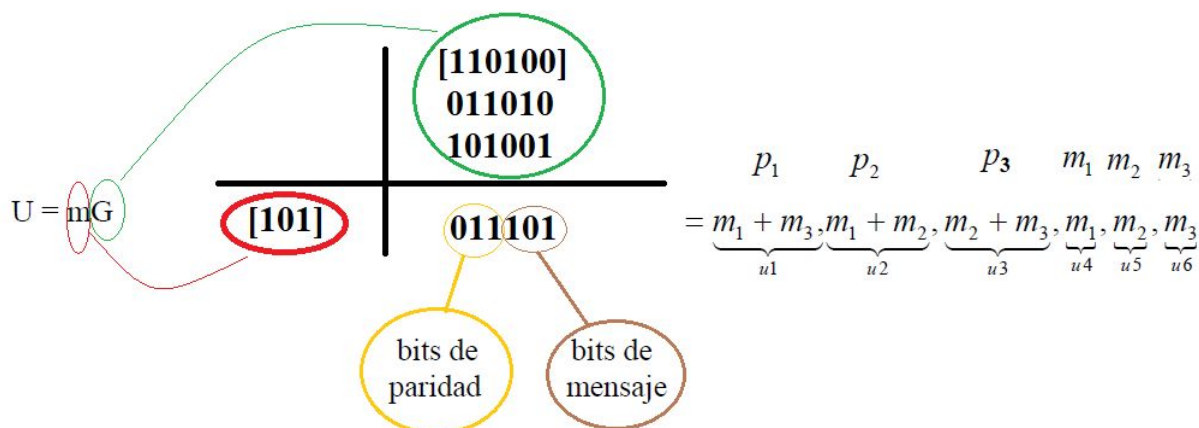 [110100]
011010
101001
U = mG
[101]
011101
p₁ p₂ p₃ m₁ m₂ m₃
= m₁ + m₃, m₁ + m₂, m₂ + m₃, m₁, m₂, m₃
u1 u2 u3 u4 u5 u6
bits de
paridad
bits de
mensaje